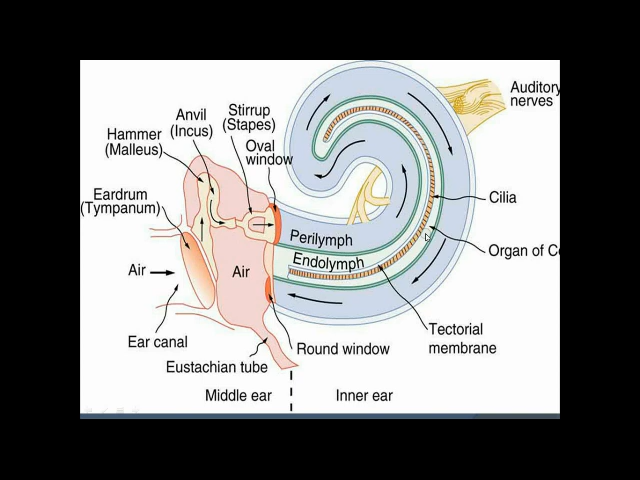 Auditory
nerves
Stirrup
(Stapes)
Anvil
(Incus)
Hammer
(Malleus)
Oval
window
Eardrum
(Tympanum)
Cilia
Perilymph
Organ of
Endolymph
Air
Air
Tectorial
membrane
Ear canal
Round window
Eustachian tube
Middle ear
Inner ear